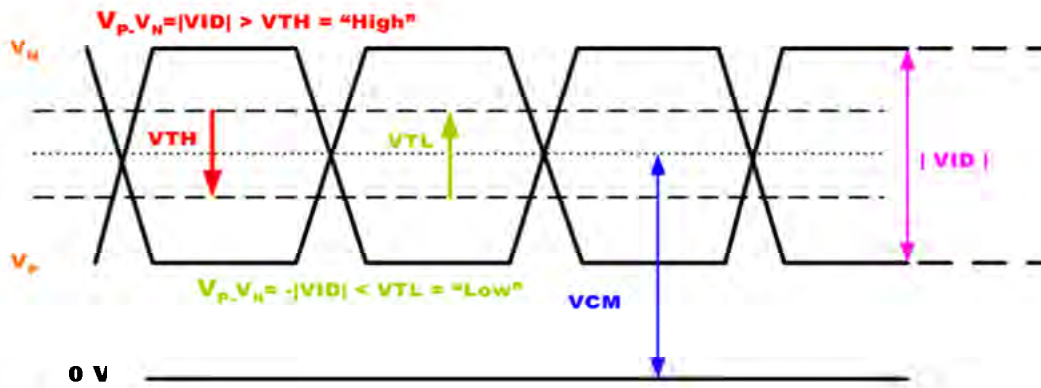 VP-VN=|VID| > VTH = “High”
VN
VTH
VTL
| VID |
VP
VP-VN= -|VID| < VTL = “Low”
VCM
0 V